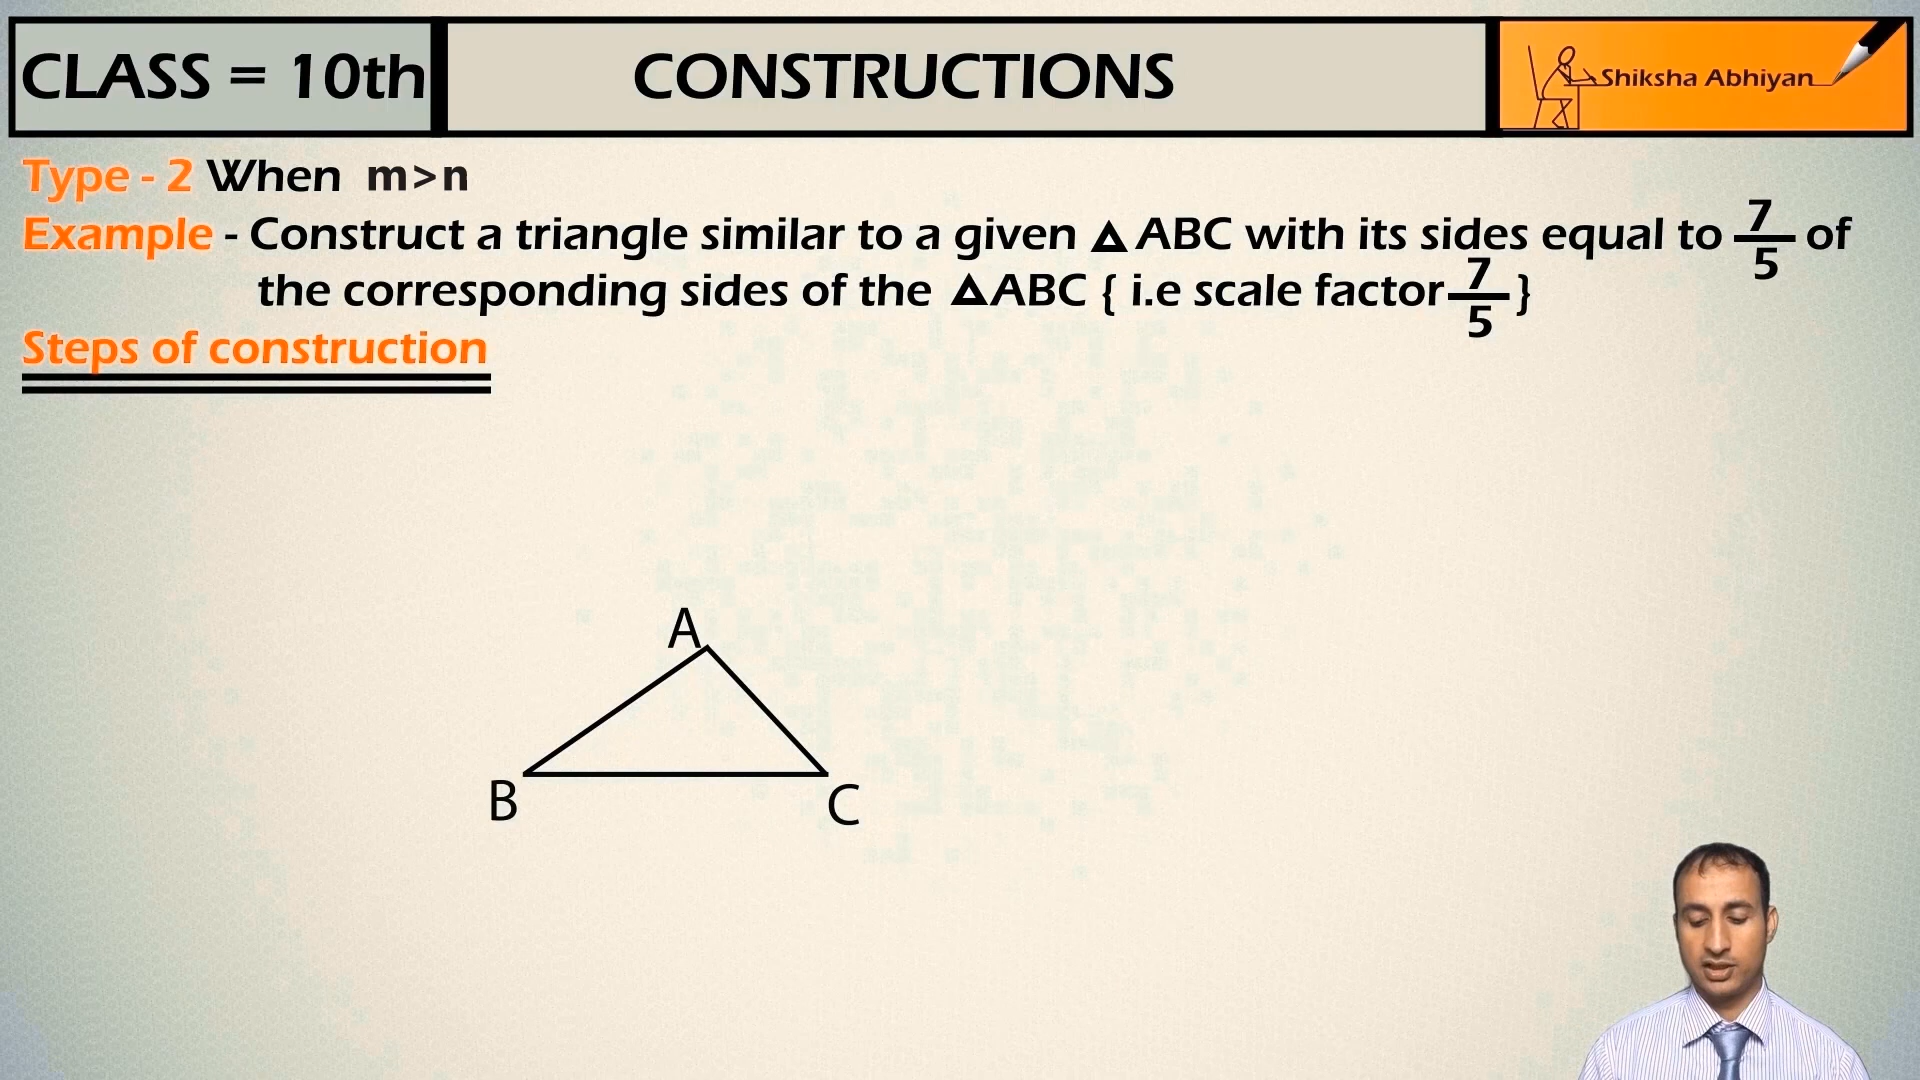 CLASS = 10th
CONSTRUCTIONS
Shiksha Abhiyan
Type - 2 When m>n
Example - Construct a triangle similar to a given △ ABC with its sides equal to 7/5 of
the corresponding sides of the △ABC { i.e scale factor 7/5 }
Steps of construction
A
B
C